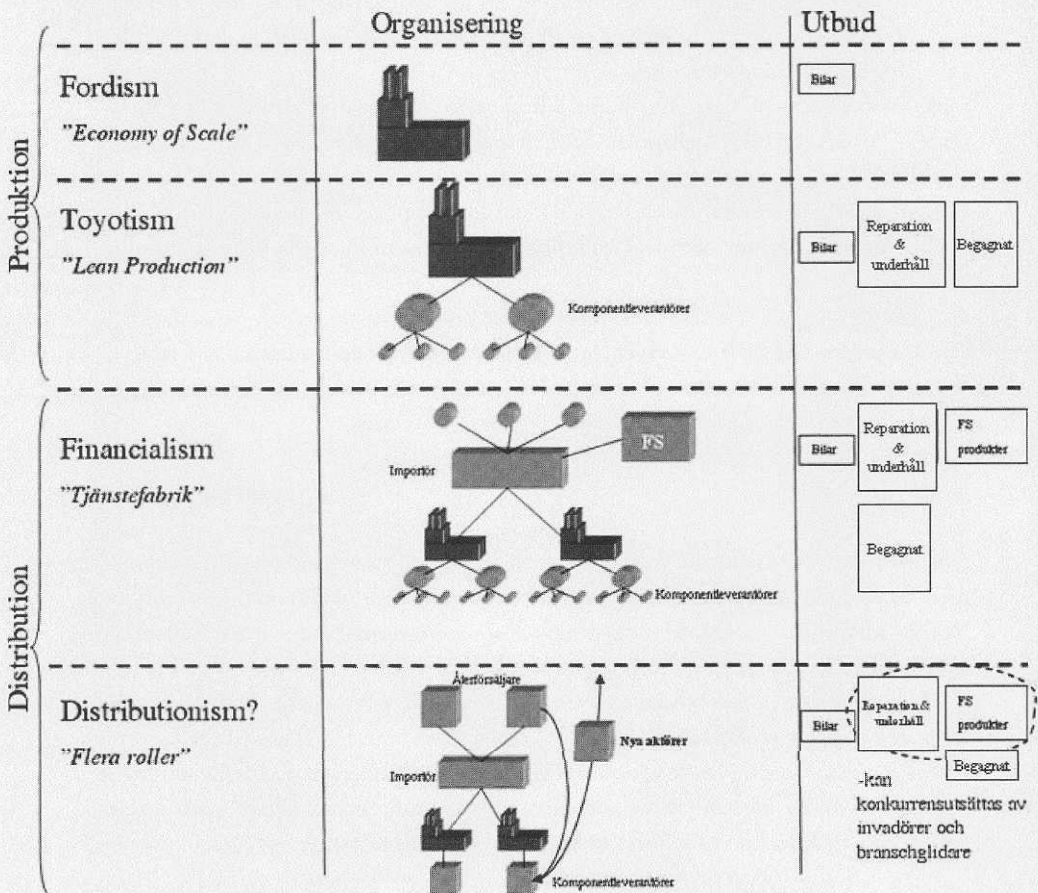 Organisering
Utbud
Produktion
Fordism
"Economy of Scale"
Bilar
Toyotism
"Lean Production"
Komponentleverantörer
Bilar
Reparation
&
underhåll
Begagnat
Distribution
Financialism
"Tjänstefabrik"
FS
Importör
Komponentleverantörer
Bilar
Reparation
&
underhåll
FS
produkter
Begagnat
Distributionism?
"Flera roller"
Återförsäljare
Nya aktörer
Importör
Komponentleverantörer
Bilar
Reparation &
underhåll
FS
produkter
Begagnat
-kan
konkurrensutsättas av
invadörer och
branschglidare